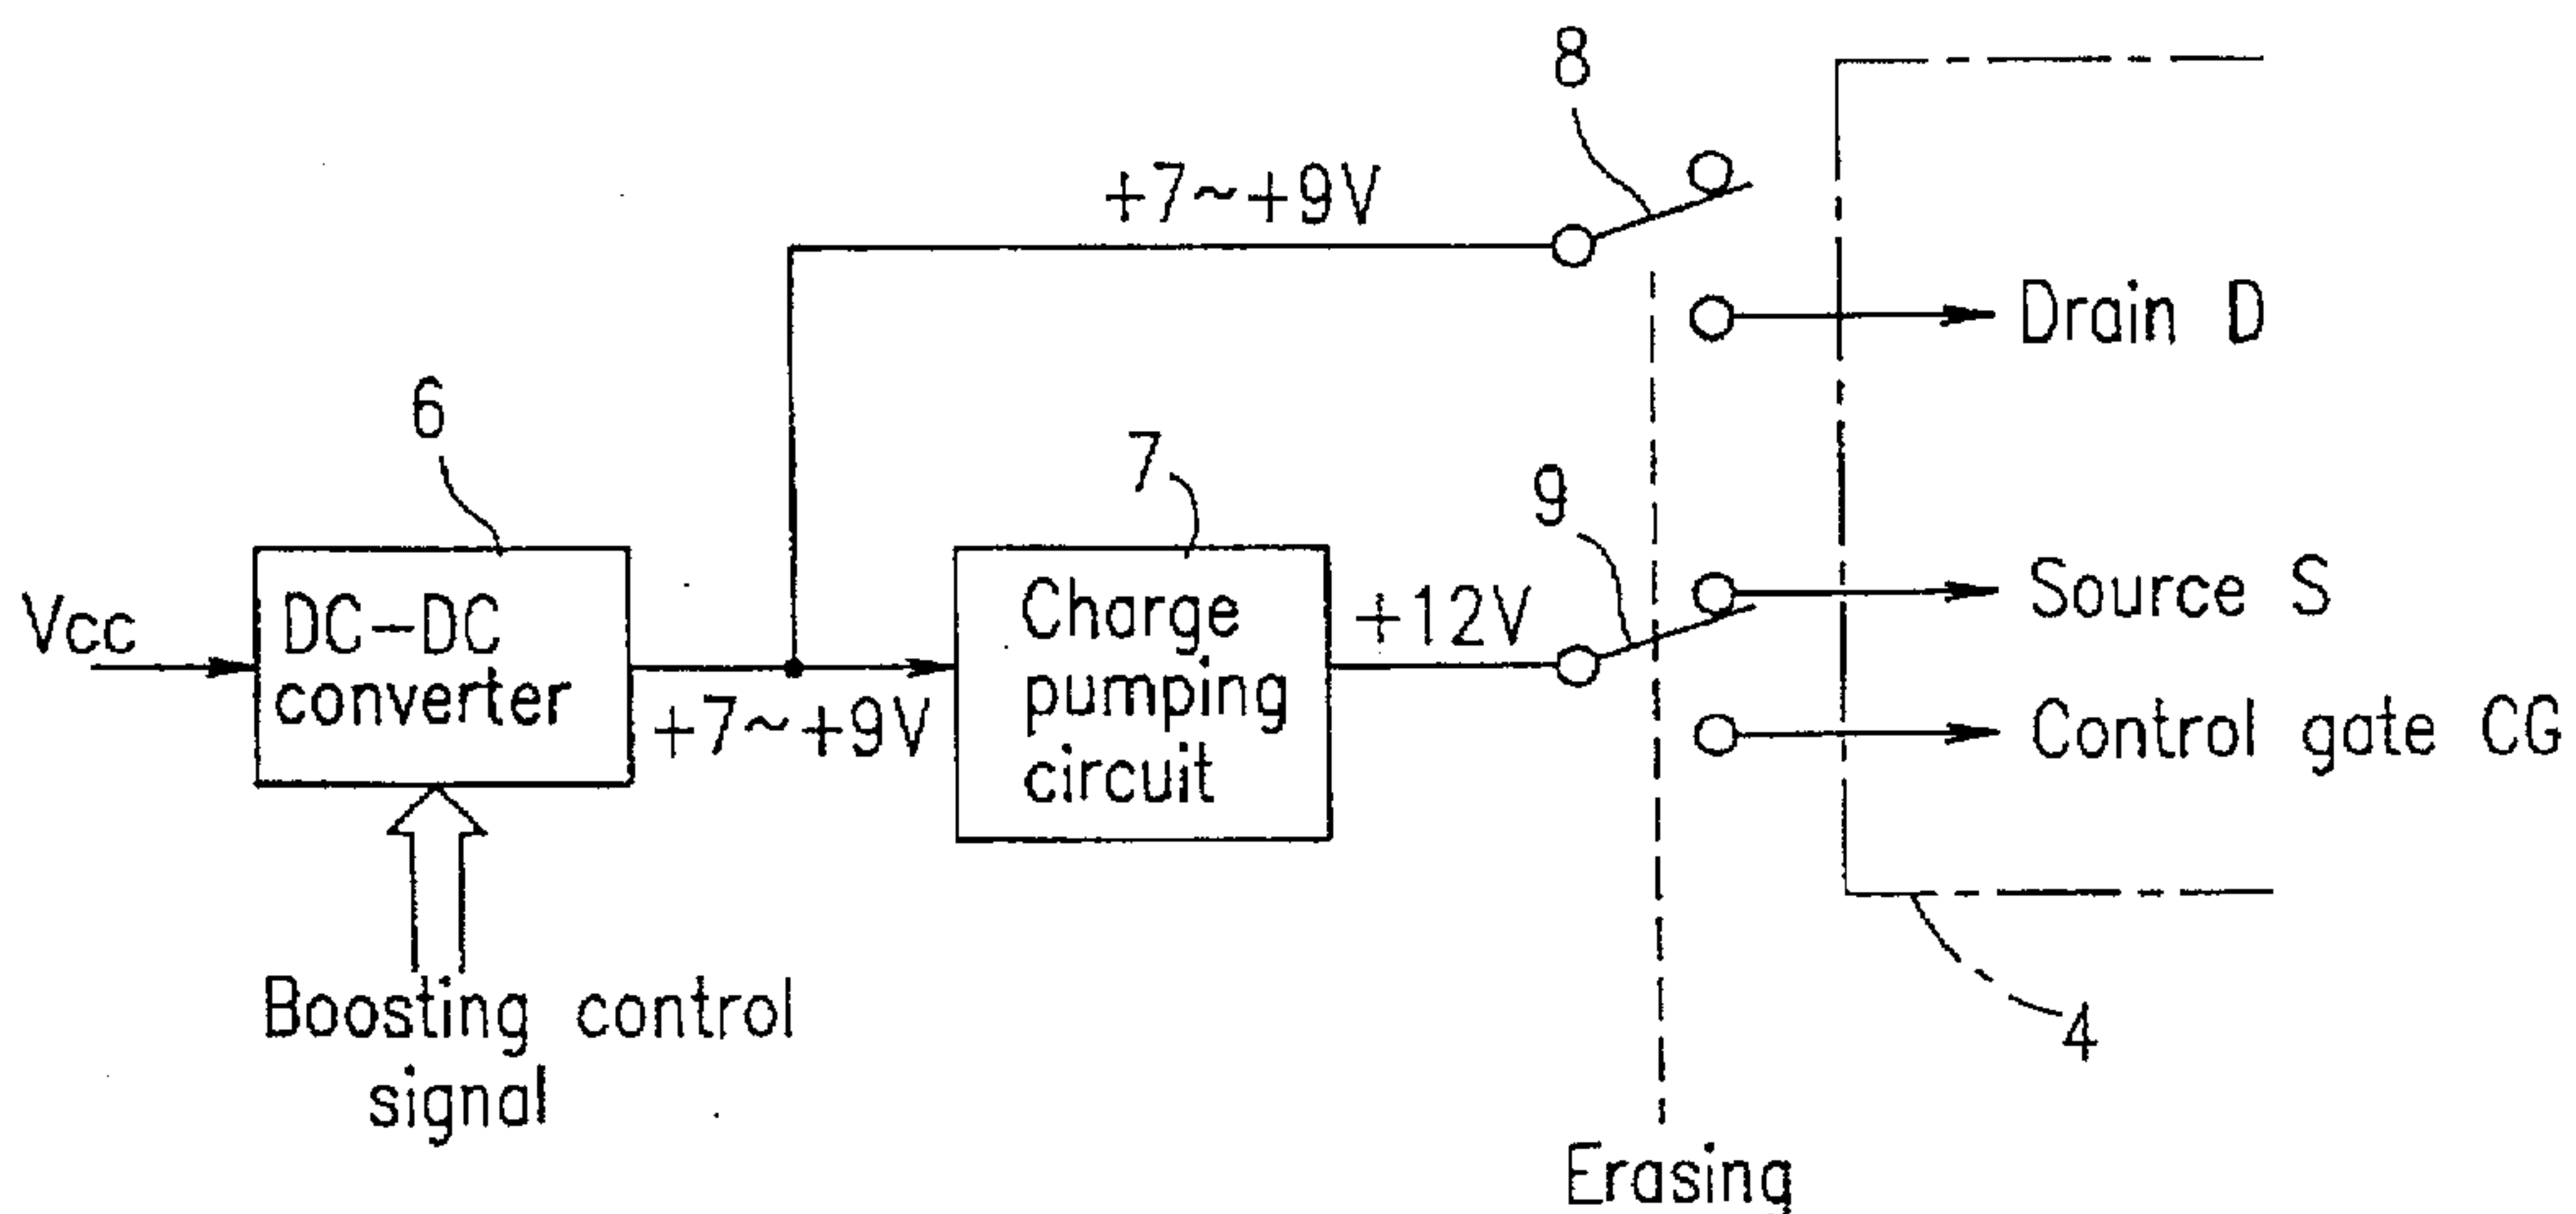 8
+7~+9V
Drain D
6
7
9
Vcc
DC-DC
converter
+7~+9V
Charge
pumping
circuit
+12V
Source S
Control gate CG
Boosting control
signal
4
Erasing